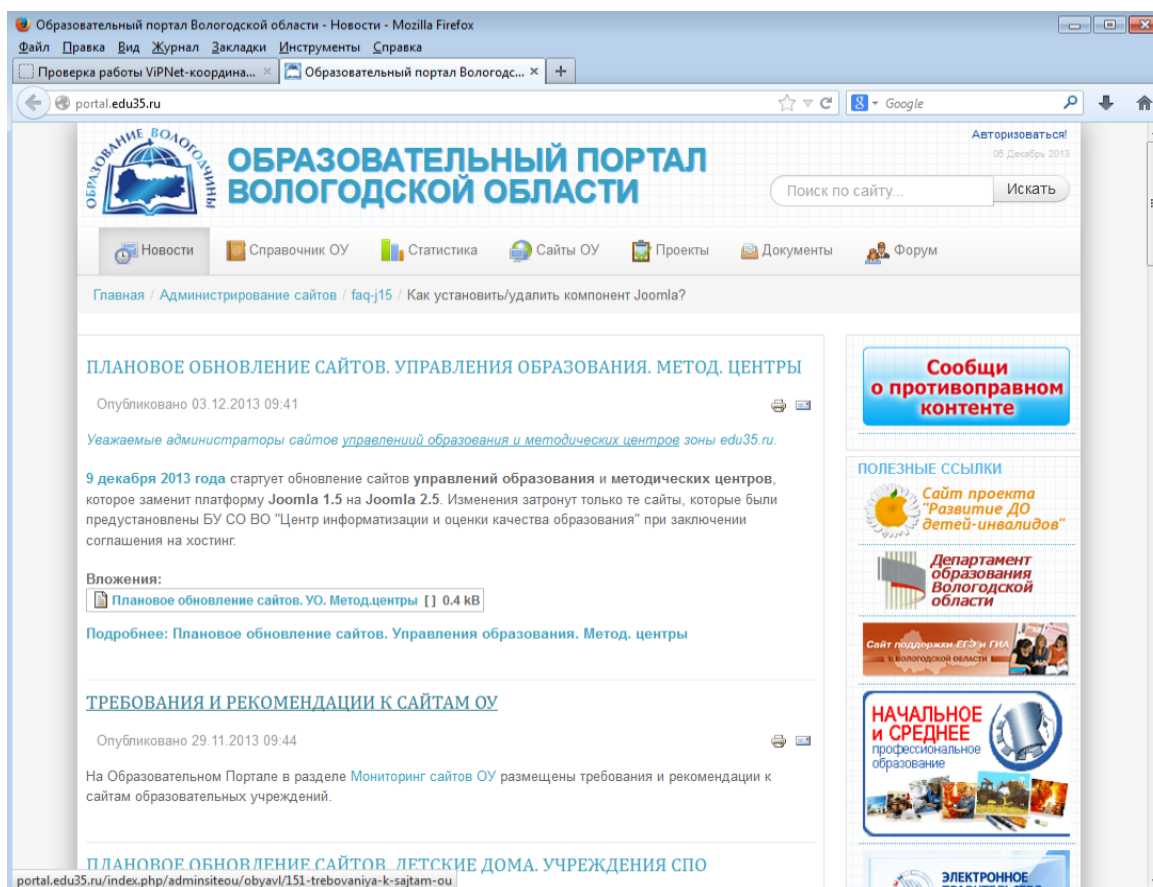 Образовательный портал Вологодской области - Новости - Mozilla Firefox
Файл Правка Вид Журнал Закладки Инструменты Справка
Проверка работы ViPNet-координа... × Образовательный портал Вологодс... × +
portal.edu35.ru
Google
Авторизоваться!
06 Декабрь 2013
ОБРАЗОВАНИЕ ВОЛОГОДЧИНЫ
ОБРАЗОВАТЕЛЬНЫЙ ПОРТАЛ
ВОЛОГОДСКОЙ ОБЛАСТИ
Поиск по сайту... Искать
Новости Справочник ОУ Статистика Сайты ОУ Проекты Документы Форум
Главная / Администрирование сайтов / faq-j15 / Как установить/удалить компонент Joomla?
ПЛАНОВОЕ ОБНОВЛЕНИЕ САЙТОВ. УПРАВЛЕНИЯ ОБРАЗОВАНИЯ. МЕТОД. ЦЕНТРЫ
Опубликовано 03.12.2013 09:41
Уважаемые администраторы сайтов управлениий образования и методических центров зоны edu35.ru.
9 декабря 2013 года стартует обновление сайтов управлений образования и методических центров,
которое заменит платформу Joomla 1.5 на Joomla 2.5. Изменения затронут только те сайты, которые были
предустановлены БУ СО ВО "Центр информатизации и оценки качества образования" при заключении
соглашения на хостинг.
Вложения:
Плановое обновление сайтов. УО. Метод.центры [ ] 0.4 kB
Подробнее: Плановое обновление сайтов. Управления образования. Метод. центры
ТРЕБОВАНИЯ И РЕКОМЕНДАЦИИ К САЙТАМ ОУ
Опубликовано 29.11.2013 09:44
На Образовательном Портале в разделе Мониторинг сайтов ОУ размещены требования и рекомендации к
сайтам образовательных учреждений.
ПЛАНОВОЕ ОБНОВЛЕНИЕ САЙТОВ. ДЕТСКИЕ ДОМА. УЧРЕЖДЕНИЯ СПО
Сообщи
о противоправном
контенте
ПОЛЕЗНЫЕ ССЫЛКИ
Сайт проекта
"Развитие ДО
детей-инвалидов"
Департамент
образования
Вологодской
области
Сайт поддержки ЕГЭ и ГИА
в Вологодской области
НАЧАЛЬНОЕ
и СРЕДНЕЕ
профессиональное
образование
ЭЛЕКТРОННОЕ
portal.edu35.ru/index.php/adminsiteou/obyavl/151-trebovaniya-k-sajtam-ou